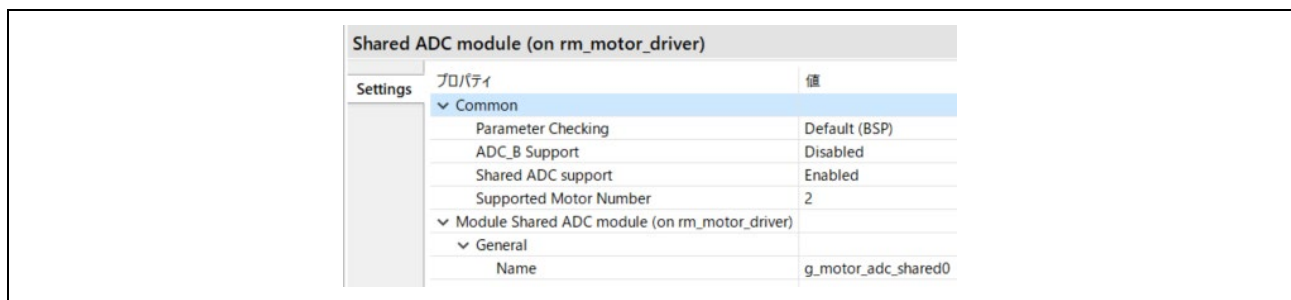 Shared ADC module (on rm_motor_driver)
Settings
プロパティ 値
Common
Parameter Checking Default (BSP)
ADC_B Support Disabled
Shared ADC support Enabled
Supported Motor Number 2
Module Shared ADC module (on rm_motor_driver)
General
Name g_motor_adc_shared0